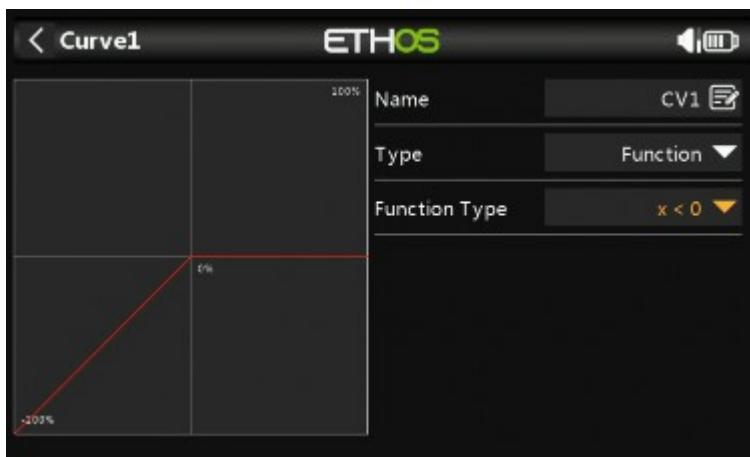 Curve1 ETHOS
100%
Name CV1
Type Function
Function Type x < 0
0%
-100%